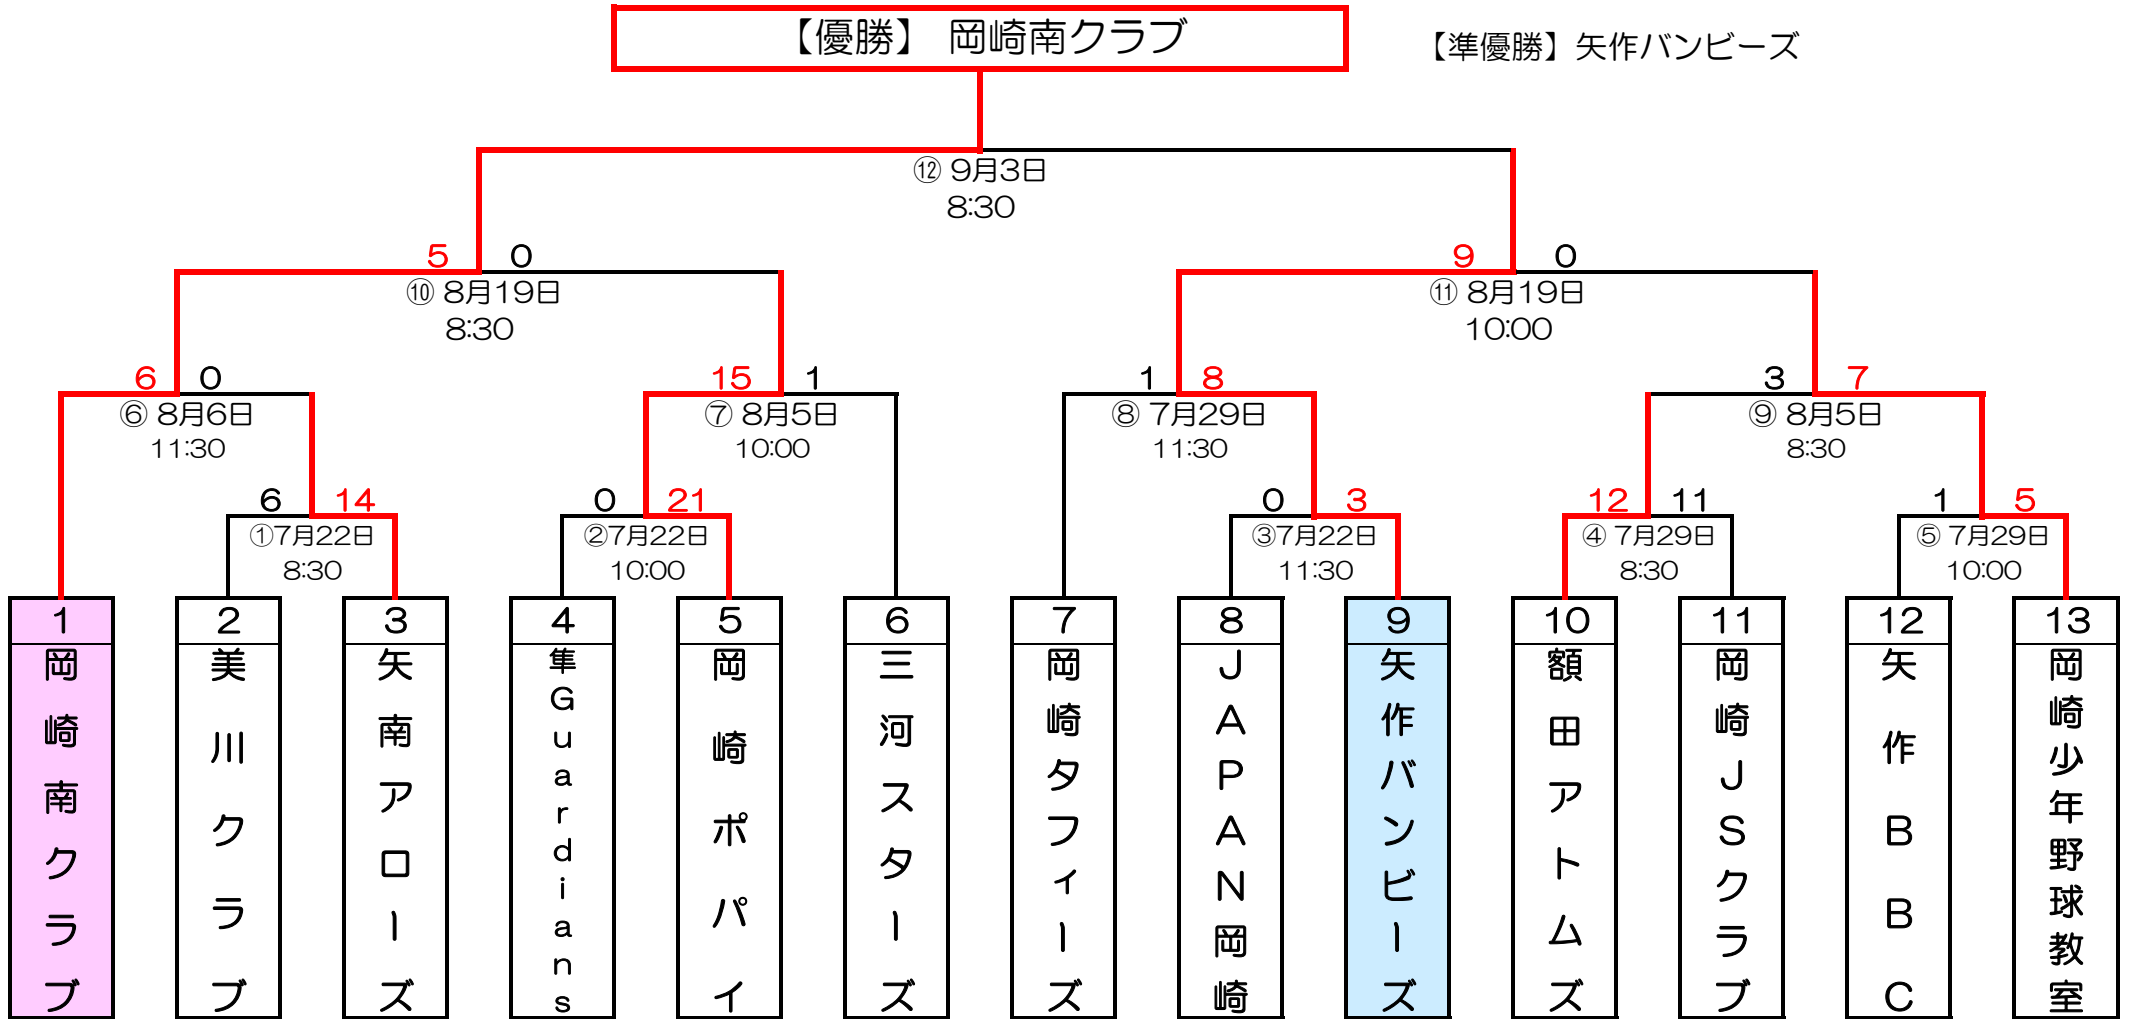 【優勝】 岡崎南クラブ
【準優勝】矢作バンビーズ
⑫ 9月3日
8:30
5 0
9 0
⑩ 8月19日
8:30
⑪ 8月19日
10:00
6 0
15 1
1 8
3 7
⑥ 8月6日
11:30
⑦ 8月5日
10:00
⑧ 7月29日
11:30
⑨ 8月5日
8:30
6 14
0 21
0 3
12 11
1 5
①7月22日
8:30
②7月22日
10:00
③7月22日
11:30
④ 7月29日
8:30
⑤ 7月29日
10:00
1
岡崎南クラブ
2
美川クラブ
3
矢南アローズ
4
隼Guardians
5
岡崎ポパイ
6
三河スターズ
7
岡崎タフィーズ
8
JAPAN岡崎
9
矢作バンビーズ
10
額田アトムズ
11
岡崎JSクラブ
12
矢作BBC
13
岡崎少年野球教室